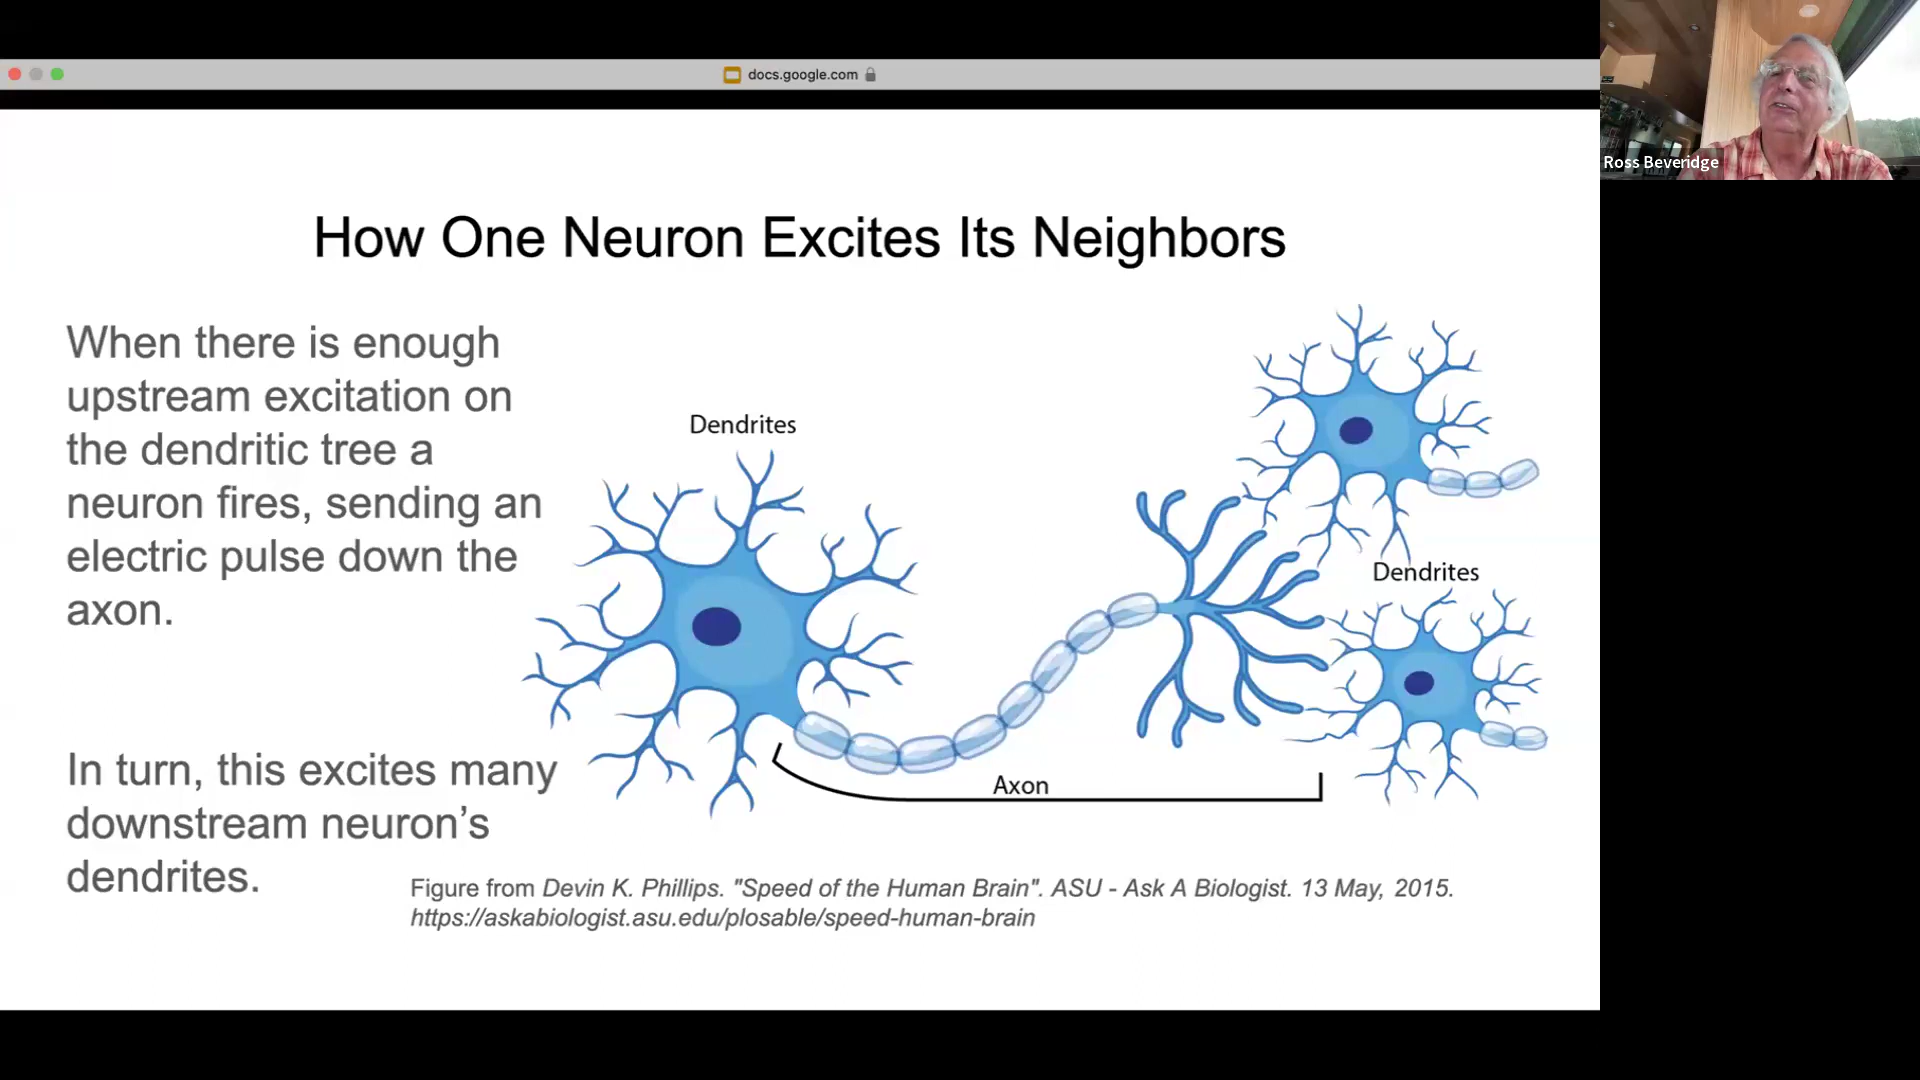 docs.google.com
Ross Beveridge
How One Neuron Excites Its Neighbors
When there is enough
upstream excitation on
the dendritic tree a
neuron fires, sending an
electric pulse down the
axon.
In turn, this excites many
downstream neuron’s
dendrites.
Dendrites
Dendrites
Axon
Figure from Devin K. Phillips. "Speed of the Human Brain". ASU - Ask A Biologist. 13 May, 2015.
https://askabiologist.asu.edu/plosable/speed-human-brain